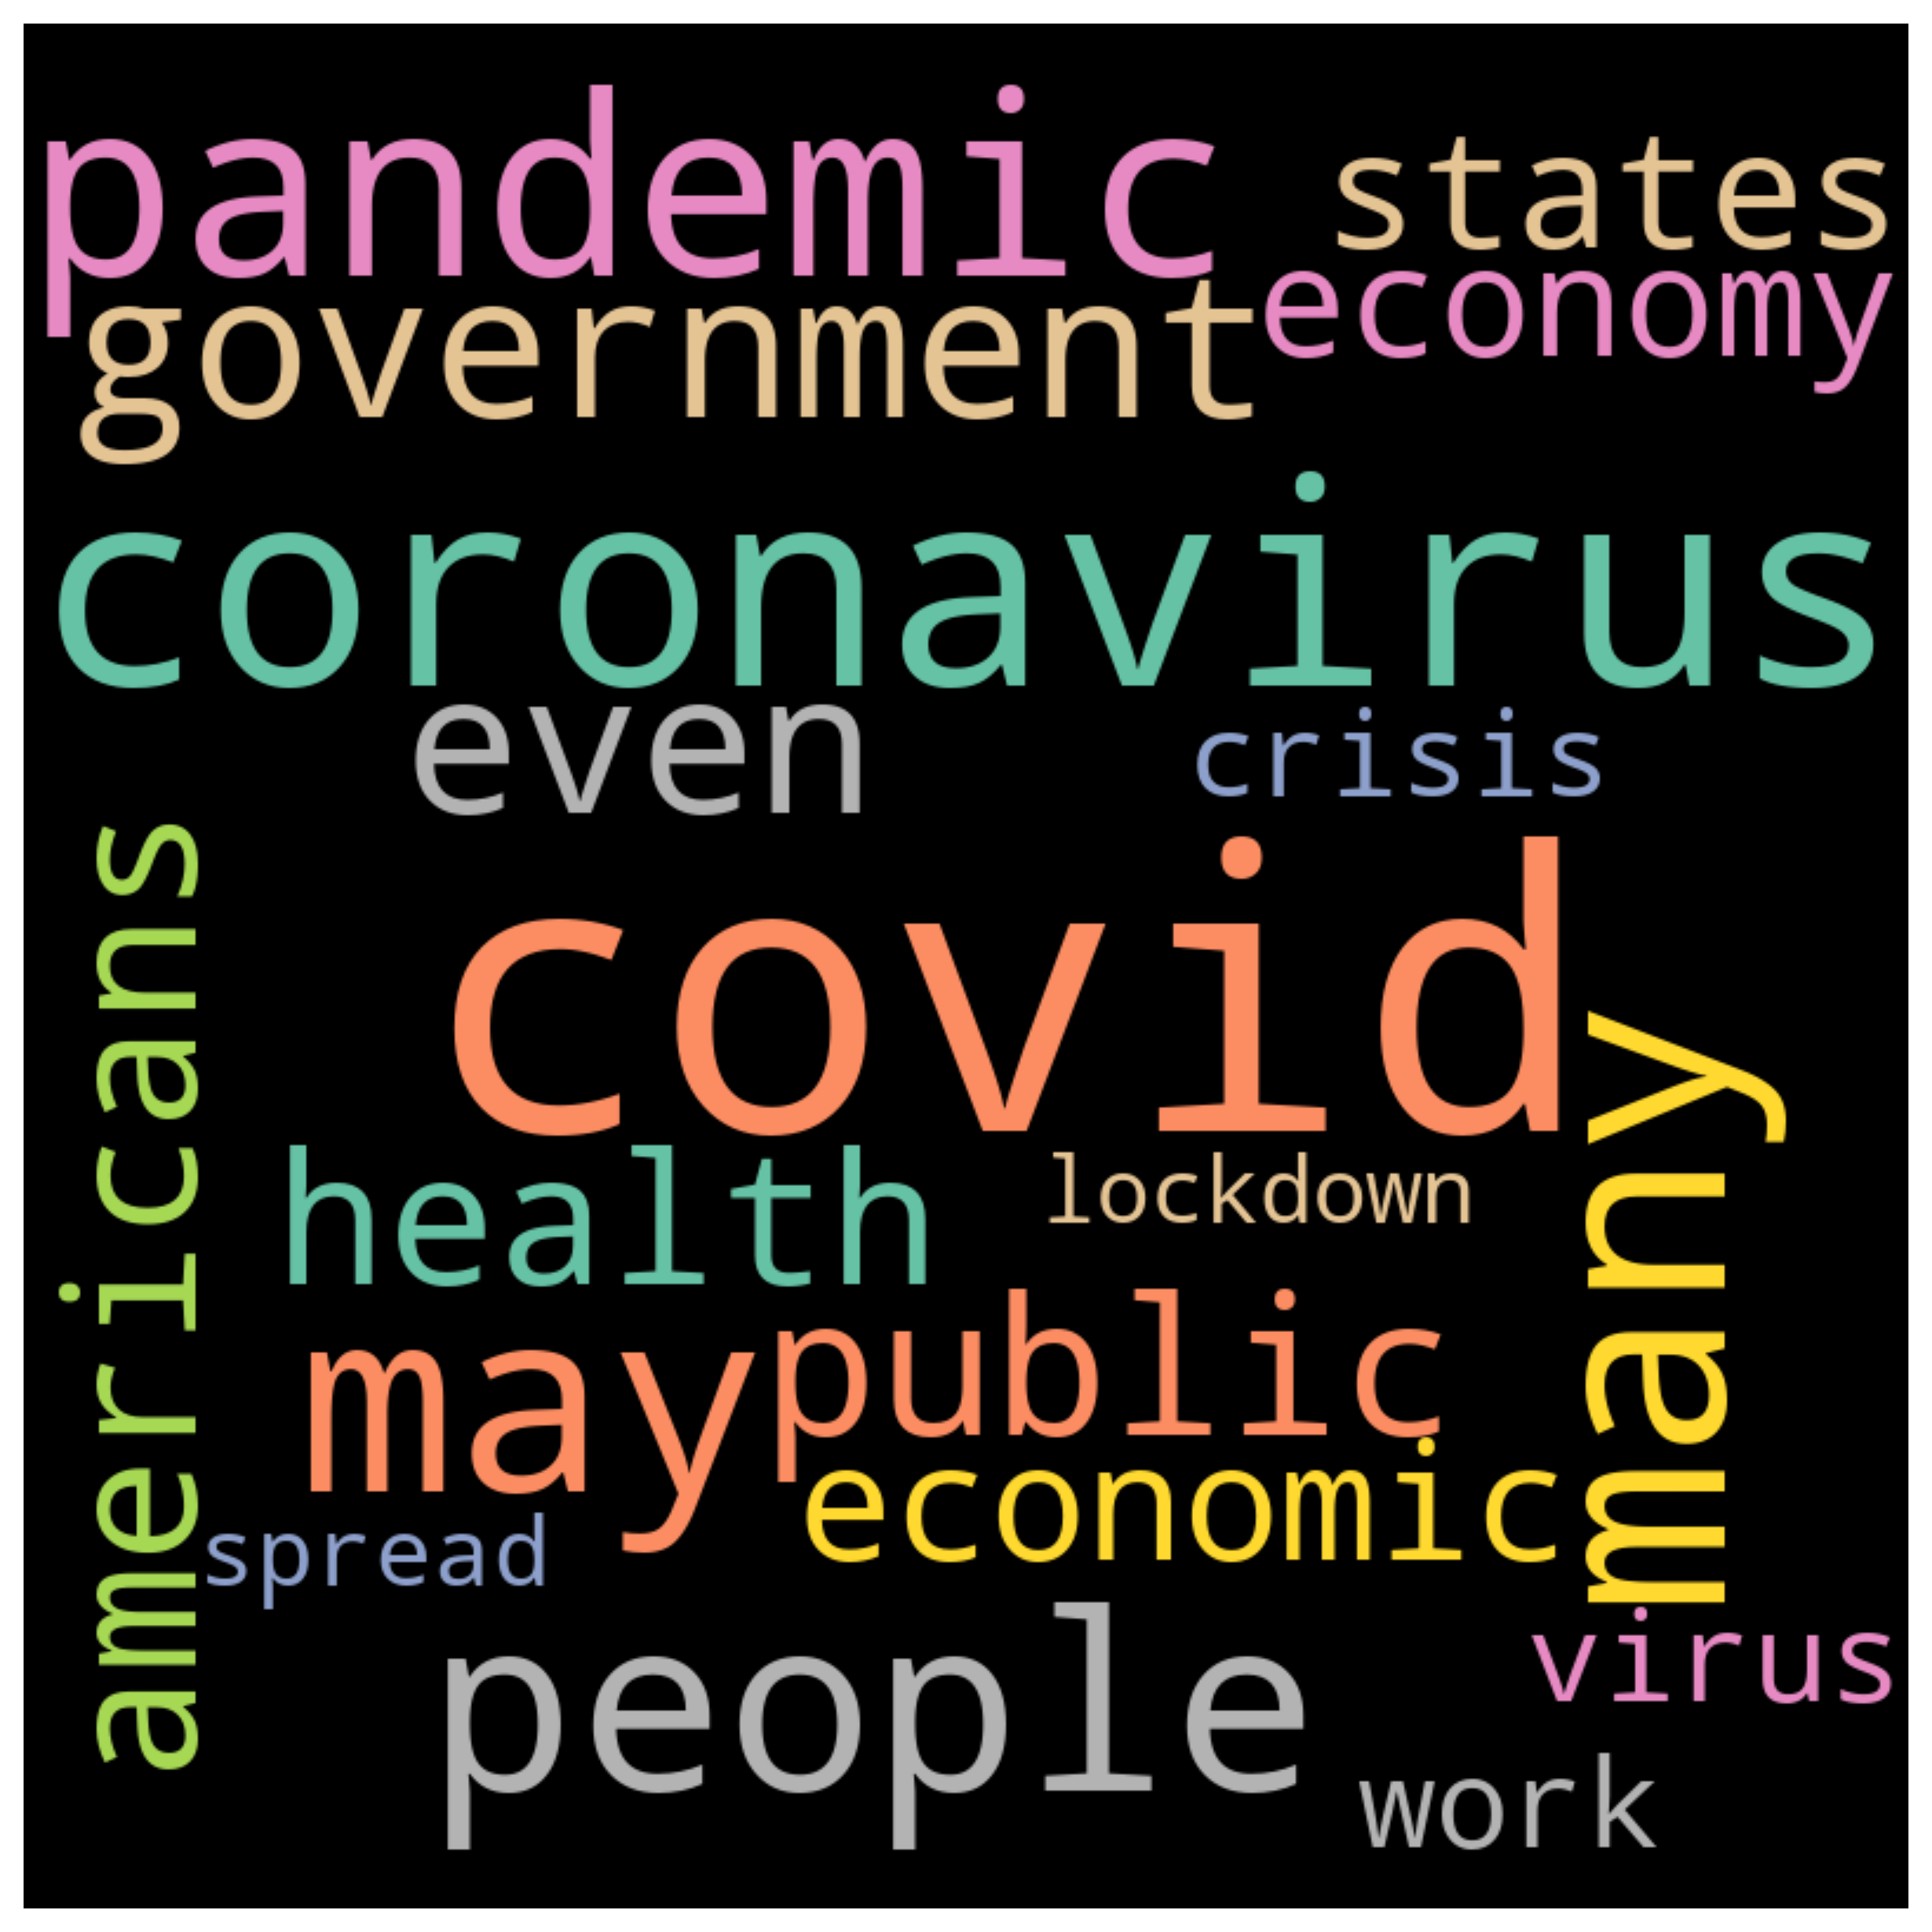 pandemic
states
economy
government
coronavirus
even
crisis
americans
covid
many
health
lockdown
may
public
economic
spread
people
virus
work